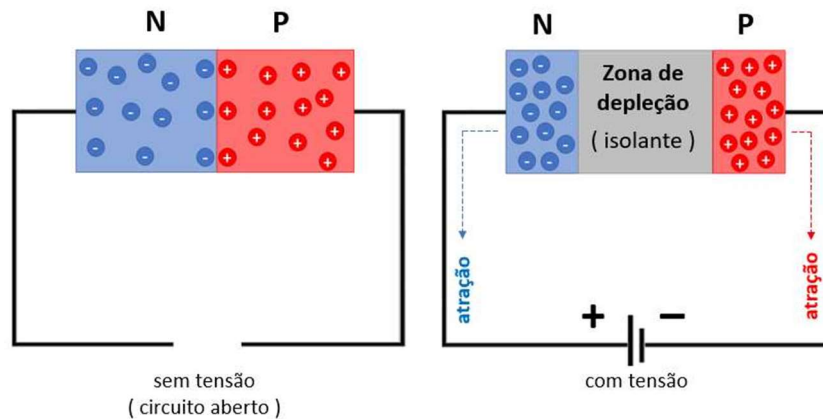 N P
sem tensão
( circuito aberto )
N P
Zona de
depleção
( isolante )
atração
atração
+ −
com tensão